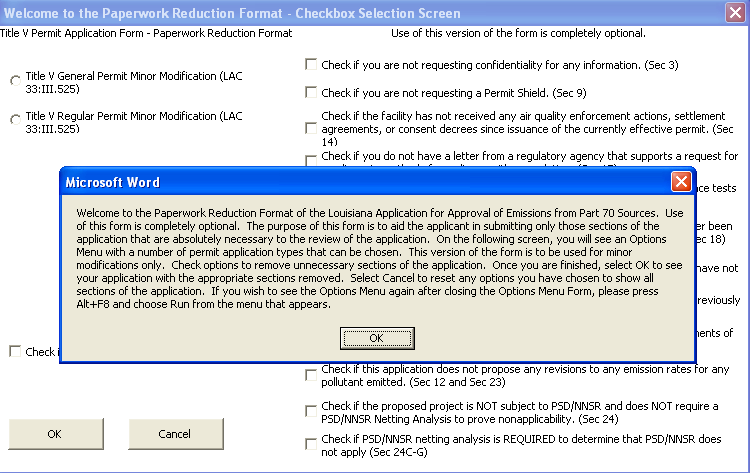 Welcome to the Paperwork Reduction Format - Checkbox Selection Screen
Title V Permit Application Form - Paperwork Reduction Format
Use of this version of the form is completely optional.
Title V General Permit Minor Modification (LAC
33:III.525)
Title V Regular Permit Minor Modification (LAC
33:III.525)
Check if you are not requesting confidentiality for any information. (Sec 3)
Check if you are not requesting a Permit Shield. (Sec 9)
Check if the facility has not received any air quality enforcement actions, settlement
agreements, or consent decrees since issuance of the currently effective permit. (Sec
14)
Check if you do not have a letter from a regulatory agency that supports a request for
ce tests
er been
ec 18)
have not
reviously
nents of
Microsoft Word
Welcome to the Paperwork Reduction Format of the Louisiana Application for Approval of Emissions from Part 70 Sources. Use
of this form is completely optional. The purpose of this form is to aid the applicant in submitting only those sections of the
application that are absolutely necessary to the review of the application. On the following screen, you will see an Options
Menu with a number of permit application types that can be chosen. This version of the form is to be used for minor
modifications only. Check options to remove unnecessary sections of the application. Once you are finished, select OK to see
your application with the appropriate sections removed. Select Cancel to reset any options you have chosen to show all
sections of the application. If you wish to see the Options Menu again after closing the Options Menu Form, please press
Alt+F8 and choose Run from the menu that appears.
OK
Check i
Check if this application does not propose any revisions to any emission rates for any
pollutant emitted. (Sec 12 and Sec 23)
Check if the proposed project is NOT subject to PSD/NNSR and does NOT require a
PSD/NNSR Netting Analysis to prove nonapplicability. (Sec 24)
Check if PSD/NNSR netting analysis is REQUIRED to determine that PSD/NNSR does
not apply (Sec 24C-G)
OK
Cancel